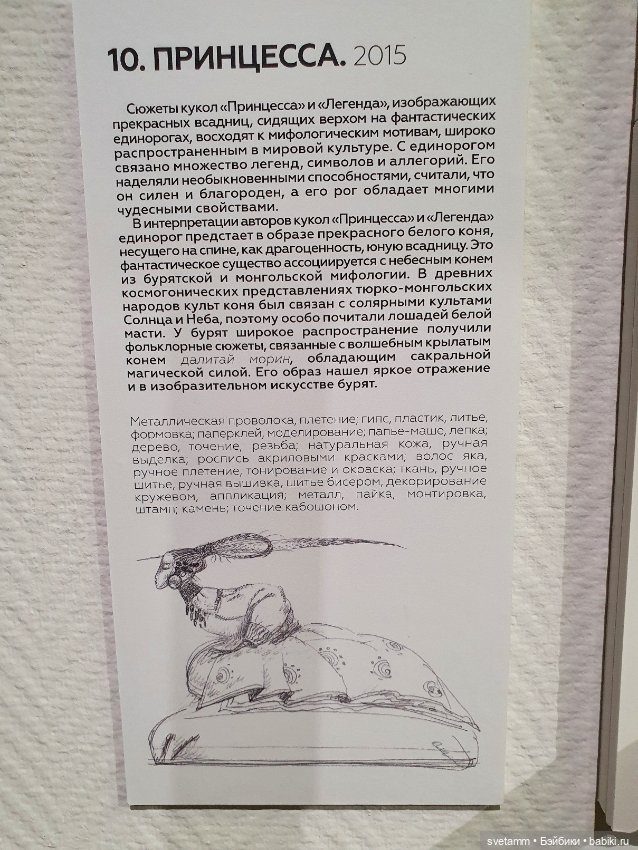 10. ПРИНЦЕССА. 2015
Сюжеты кукол «Принцесса» и «Легенда», изображающих
прекрасных всадниц, сидящих верхом на фантастических
единорогах, восходят к мифологическим мотивам, широко
распространенным в мировой культуре. С единорогом
связано множество легенд, символов и аллегорий. Его
наделяли необыкновенными способностями, считали, что
он силен и благороден, а его рог обладает многими
чудесными свойствами.
В интерпретации авторов кукол «Принцесса» и «Легенда»
единорог предстает в образе прекрасного белого коня,
несущего на спине, как драгоценность, юную всадницу. Это
фантастическое существо ассоциируется с небесным конем
из бурятской и монгольской мифологии. В древних
космогонических представлениях тюрко-монгольских
народов культ коня был связан с солярными культами
Солнца и Неба, поэтому особо почитали лошадей белой
масти. У бурят широкое распространение получили
фольклорные сюжеты, связанные с волшебным крылатым
конем далитай морин, обладающим сакральной
магической силой. Его образ нашел яркое отражение
и в изобразительном искусстве бурят.
Металлическая проволока, плетение; гипс, пластик, литье,
формовка; паперклей, моделирование; папье-маше, лепка;
дерево, точение, резьба; натуральная кожа, ручная
выделка, роспись акриловыми красками, волос яка,
ручное плетение, тонирование и окраска; ткань, ручное
шитье, ручная вышивка, шитье бисером, декорирование
кружевом, аппликация; металл, пайка, монтировка,
штамп; камень; точение кабошоном.
svetamm • Бэйбики • babiki.ru